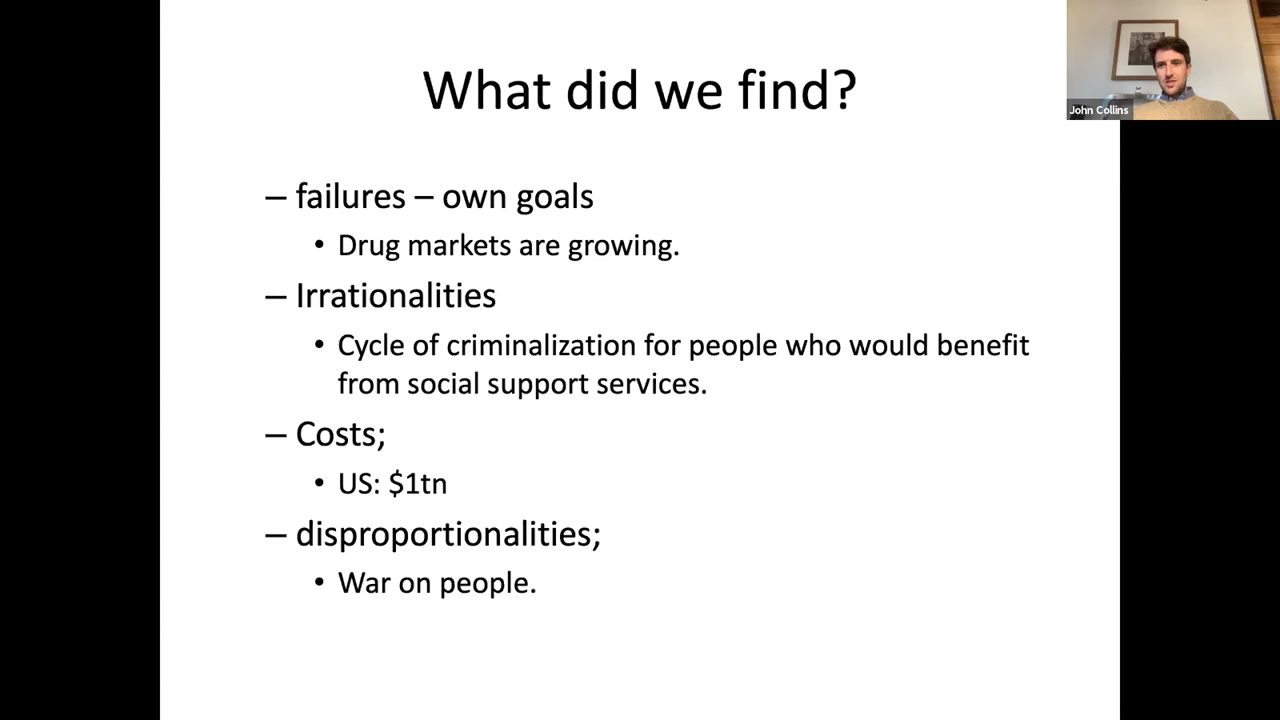 What did we find?
John Collins
– failures – own goals
• Drug markets are growing.
– Irrationalities
• Cycle of criminalization for people who would benefit
from social support services.
– Costs;
• US: $1tn
– disproportionalities;
• War on people.